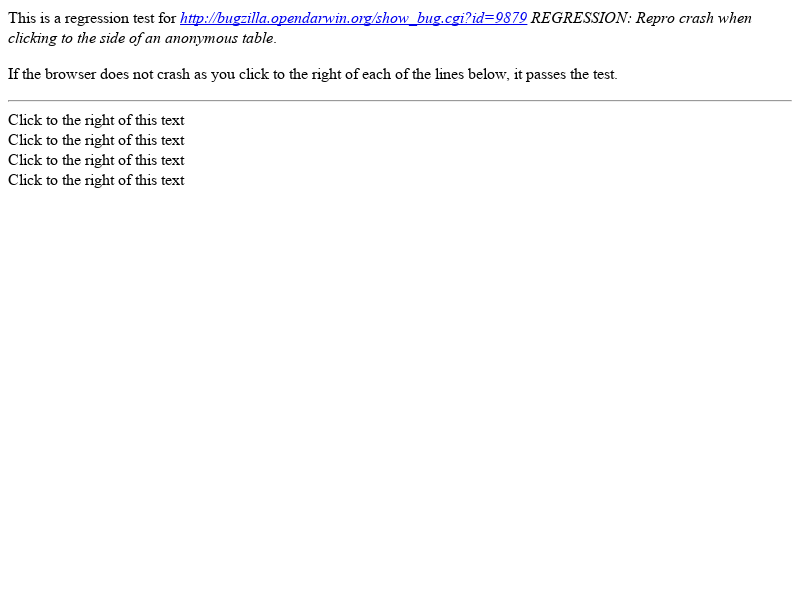 This is a regression test for http://bugzilla.opendarwin.org/show_bug.cgi?id=9879 REGRESSION: Repro crash when
clicking to the side of an anonymous table.
If the browser does not crash as you click to the right of each of the lines below, it passes the test.
Click to the right of this text
Click to the right of this text
Click to the right of this text
Click to the right of this text